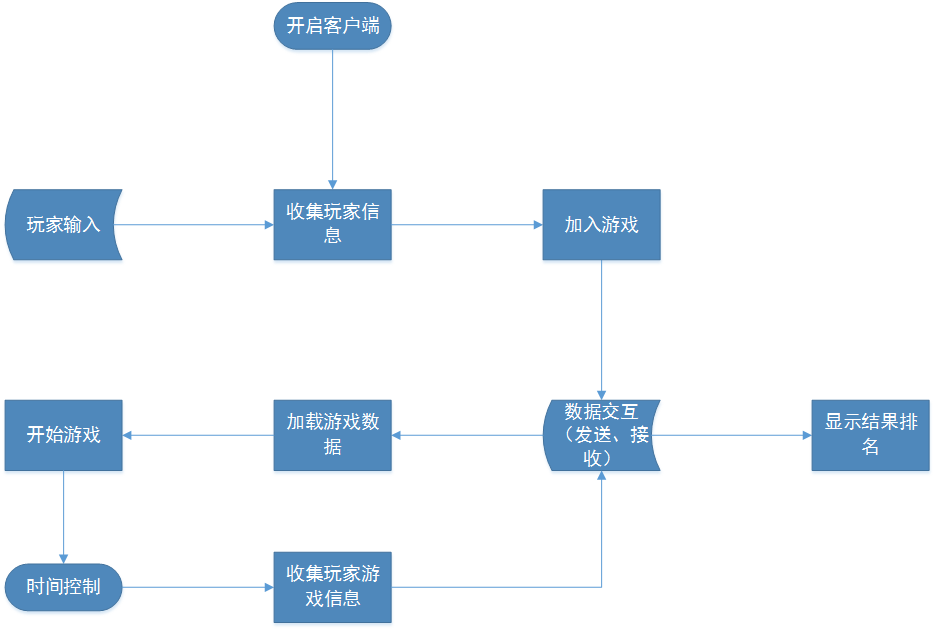 开启客户端
玩家输入
收集玩家信
息
加入游戏
开始游戏
加载游戏数
据
数据交互
（发送、接
收）
显示结果排
名
时间控制
收集玩家游
戏信息